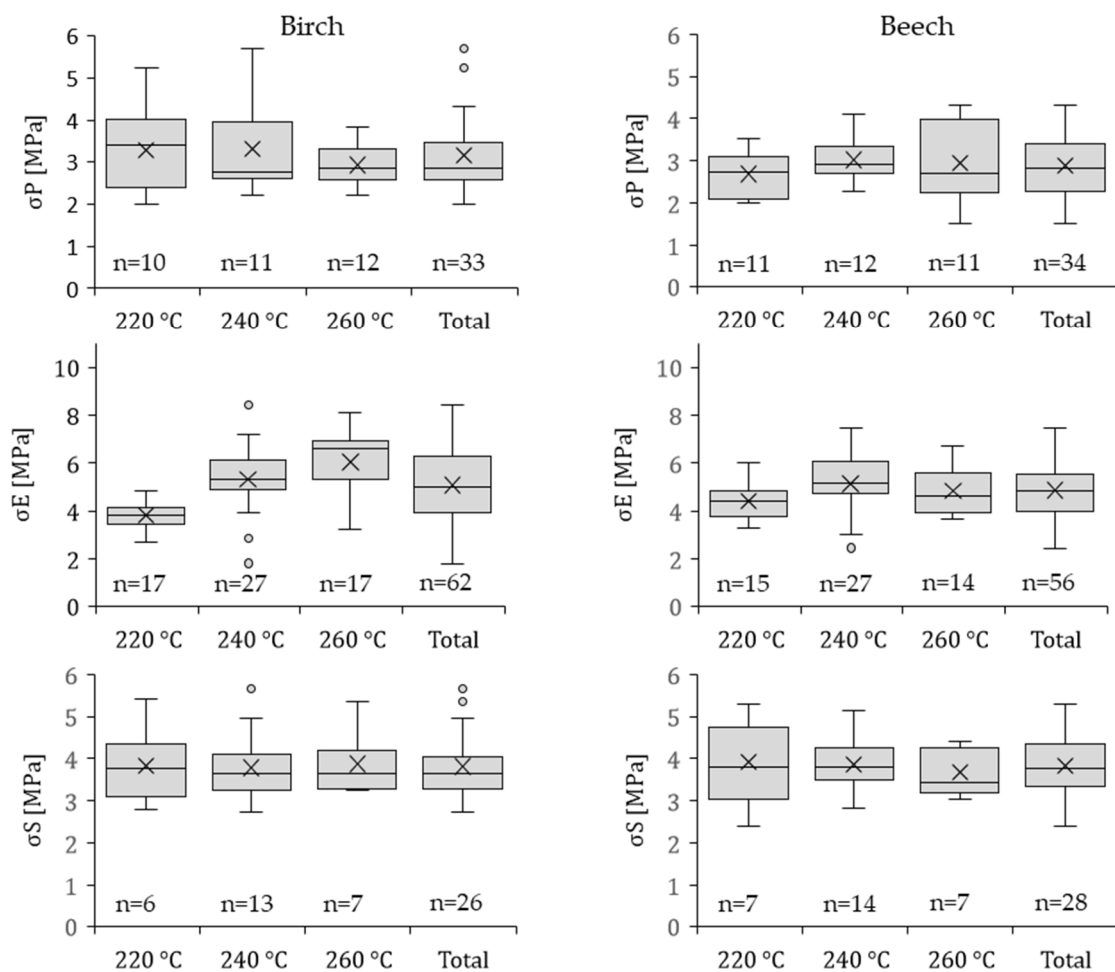 Birch
6
5
4
3
2
1
0
σP [MPa]
n=10 n=11 n=12 n=33
220 °C 240 °C 260 °C Total
Beech
6
5
4
3
2
1
0
σP [MPa]
n=11 n=12 n=11 n=34
220 °C 240 °C 260 °C Total
10
8
6
4
2
0
σE [MPa]
n=17 n=27 n=17 n=62
220 °C 240 °C 260 °C Total
10
8
6
4
2
0
σE [MPa]
n=15 n=27 n=14 n=56
220 °C 240 °C 260 °C Total
6
5
4
3
2
1
0
σS [MPa]
n=6 n=13 n=7 n=26
220 °C 240 °C 260 °C Total
6
5
4
3
2
1
0
σS [MPa]
n=7 n=14 n=7 n=28
220 °C 240 °C 260 °C Total